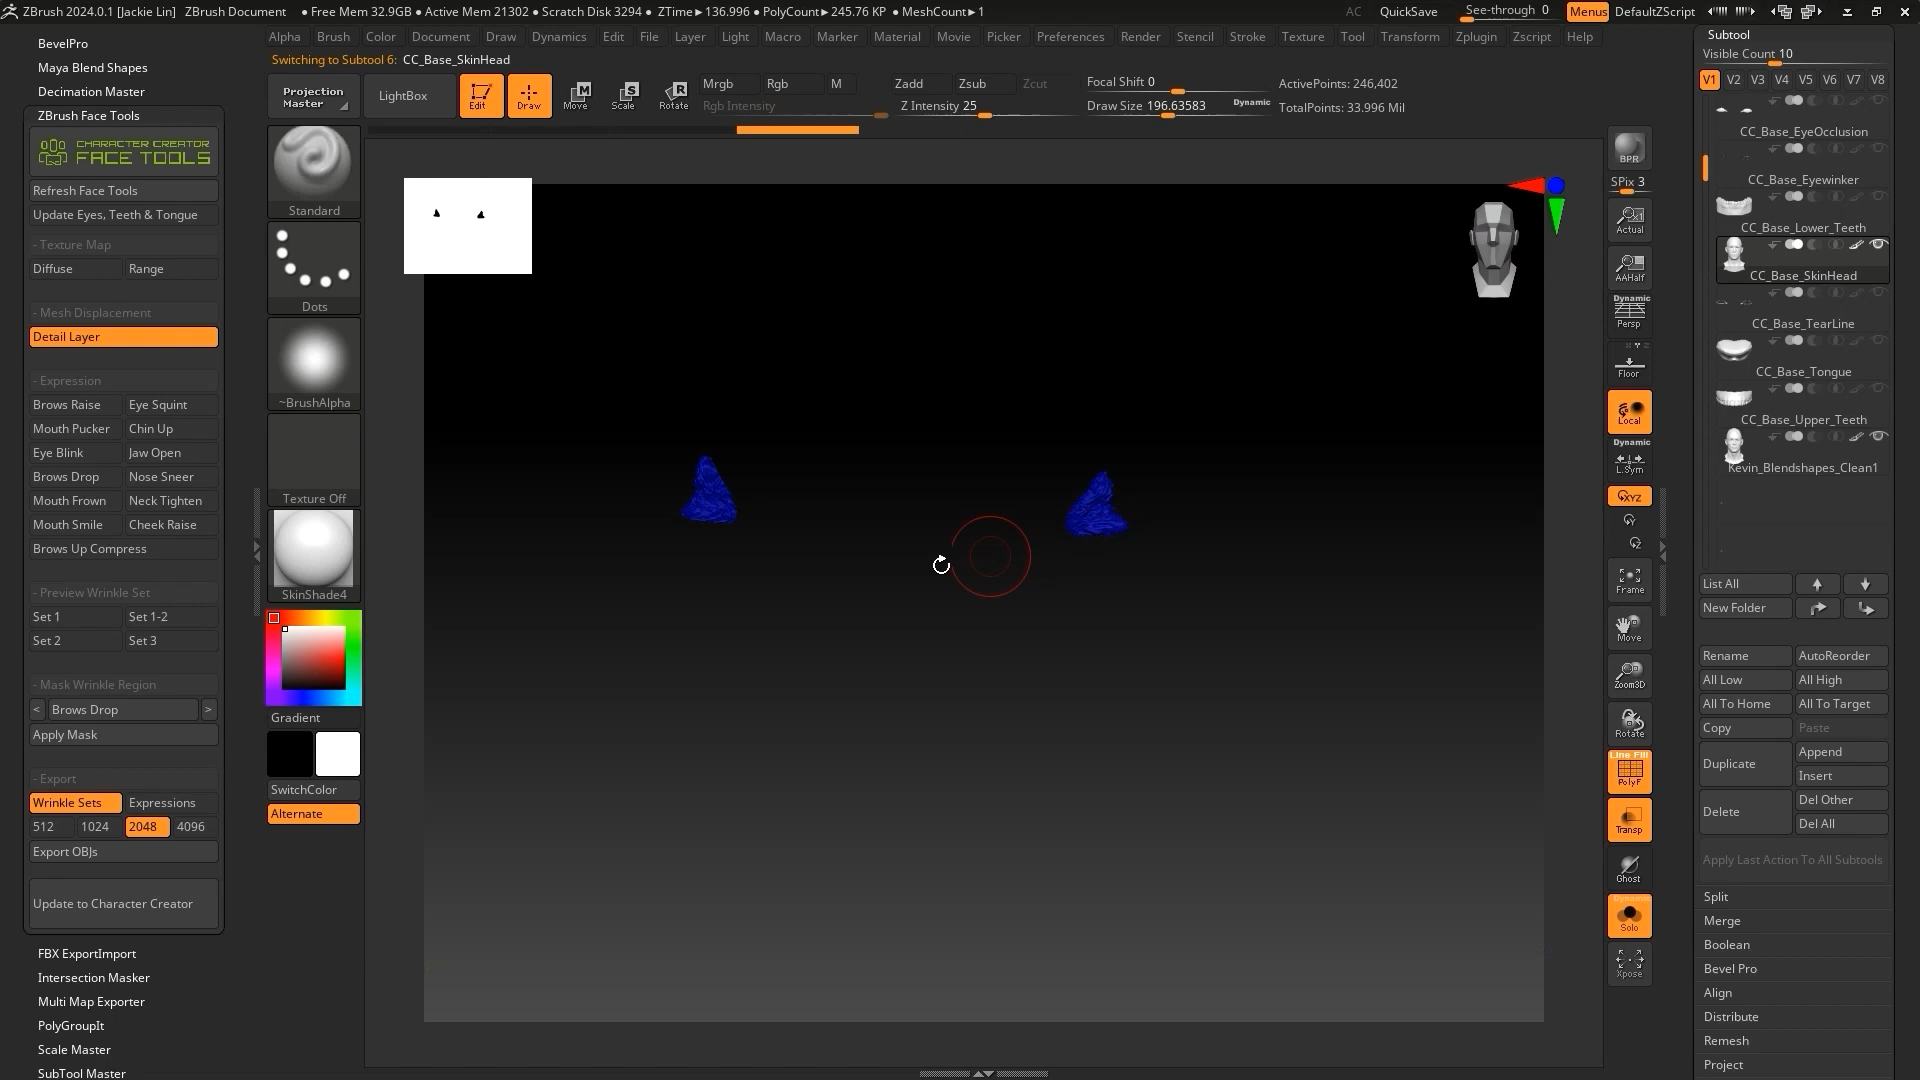 ZBrush 2024.0.1 [Jackie Lin] ZBrush Document ● Free Mem 32.9GB ● Active Mem 21302 ● Scratch Disk 3294 ● ZTime►136.996 ● PolyCount►245.76 KP ● MeshCount►1
AC QuickSave See-through 0 Menus DefaultZScript
Alpha Brush Color Document Draw Dynamics Edit File Layer Light Macro Marker Material Movie Picker Preferences Render Stencil Stroke Texture Tool Transform Zplugin Zscript Help
Switching to Subtool 6: CC_Base_SkinHead
Projection Master
LightBox
Edit
Draw
Move
Scale
Rotate
Mrgb Rgb M
Rgb Intensity
Zadd Zsub Zcut
Z Intensity 25
Focal Shift 0
Draw Size 196.63583 Dynamic
ActivePoints: 246,402
TotalPoints: 33.996 Mil
BevelPro
Maya Blend Shapes
Decimation Master
ZBrush Face Tools
CHARACTER CREATOR
FACE TOOLS
Refresh Face Tools
Update Eyes, Teeth & Tongue
- Texture Map
Diffuse Range
- Mesh Displacement
Detail Layer
- Expression
Brows Raise Eye Squint
Mouth Pucker Chin Up
Eye Blink Jaw Open
Brows Drop Nose Sneer
Mouth Frown Neck Tighten
Mouth Smile Cheek Raise
Brows Up Compress
- Preview Wrinkle Set
Set 1 Set 1-2
Set 2 Set 3
- Mask Wrinkle Region
< Brows Drop >
Apply Mask
- Export
Wrinkle Sets Expressions
512 1024 2048 4096
Export OBJs
Update to Character Creator
FBX ExportImport
Intersection Masker
Multi Map Exporter
PolyGroupIt
Scale Master
SubTool Master
Standard
Dots
~BrushAlpha
Texture Off
SkinShade4
Gradient
SwitchColor
Alternate
BPR
SPix 3
Actual
AAHalf
Dynamic
Persp
Floor
Local
Dynamic
L.Sym
XYZ
Frame
Move
Zoom3D
Rotate
Line Fill
PolyF
Transp
Ghost
Dynamic
Solo
Xpose
Subtool
Visible Count 10
V1 V2 V3 V4 V5 V6 V7 V8
CC_Base_EyeOcclusion
CC_Base_Eyewinker
CC_Base_Lower_Teeth
CC_Base_SkinHead
CC_Base_TearLine
CC_Base_Tongue
CC_Base_Upper_Teeth
Kevin_Blendshapes_Clean1
List All
New Folder
Rename AutoReorder
All Low All High
All To Home All To Target
Copy Paste
Duplicate Append
Insert
Delete Del Other
Del All
Apply Last Action To All Subtools
Split
Merge
Boolean
Bevel Pro
Align
Distribute
Remesh
Project